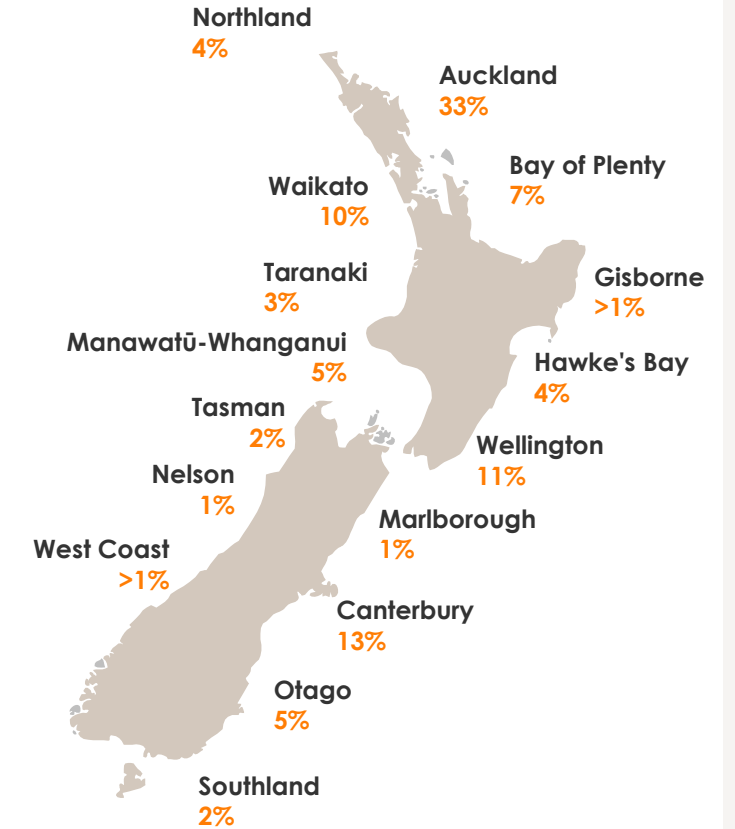 Northland
4%
Auckland
33%
Bay of Plenty
7%
Waikato
10%
Taranaki
3%
Gisborne
>1%
Manawatū-Whanganui
5%
Hawke's Bay
4%
Tasman
2%
Wellington
11%
Nelson
1%
Marlborough
1%
West Coast
>1%
Canterbury
13%
Otago
5%
Southland
2%